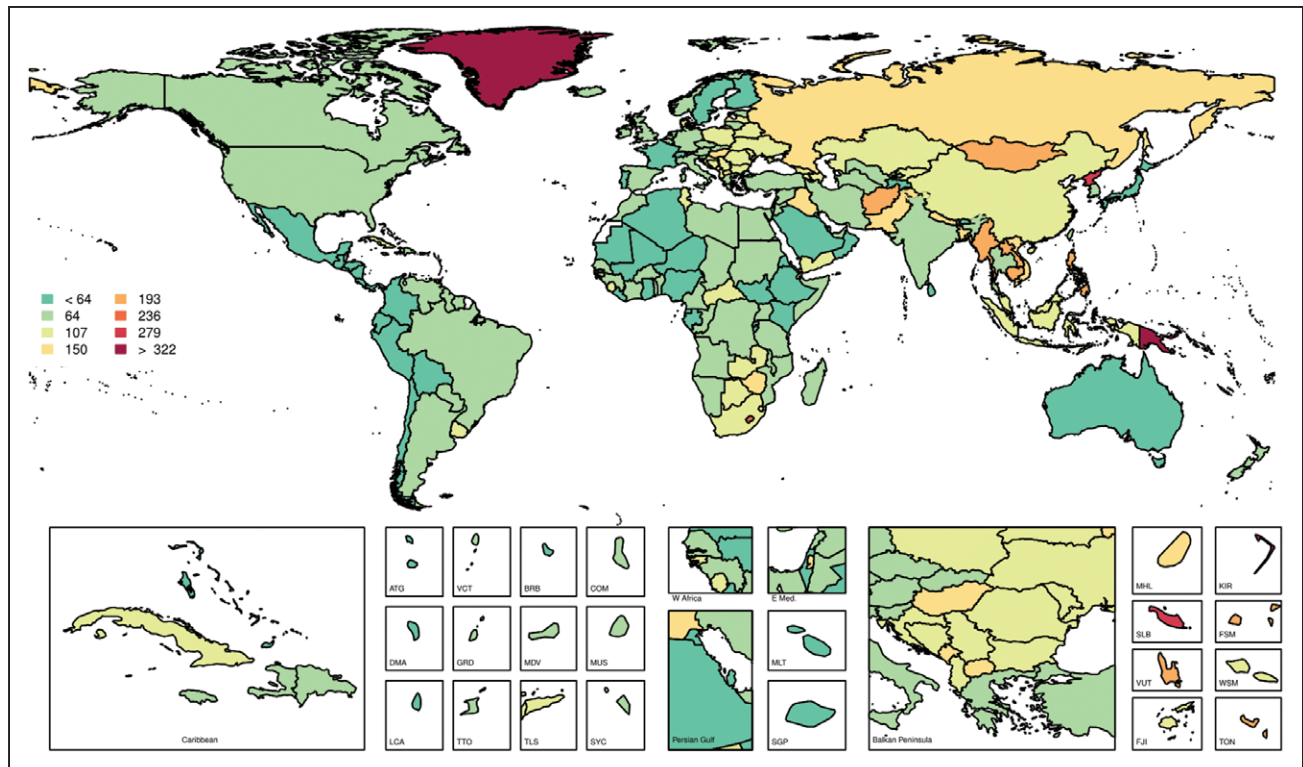 < 64 193
64 236
107 279
150 > 322
ATG VCT BRB COM
W Africa E Med.
MHL KIR
DMA GRD MDV MUS
MLT
SLB FSM
VUT WSM
Caribbean
LCA TTO TLS SYC
Persian Gulf
SGP
Balkan Peninsula
FJI TON